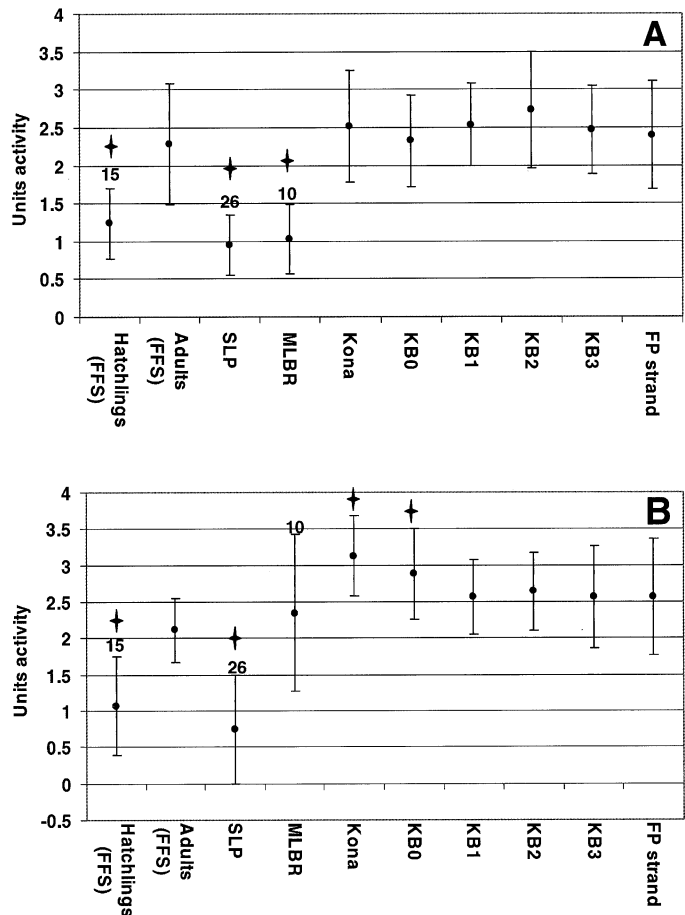 A
4
3.5
3
2.5
2
1.5
1
0.5
0
Units activity
15
26
10
Hatchlings
(FFS)
Adults
(FFS)
SLP
MLBR
Kona
KB0
KB1
KB2
KB3
FP strand
B
4
3.5
3
2.5
2
1.5
1
0.5
0
-0.5
Units activity
15
26
10
Hatchlings
(FFS)
Adults
(FFS)
SLP
MLBR
Kona
KB0
KB1
KB2
KB3
FP strand